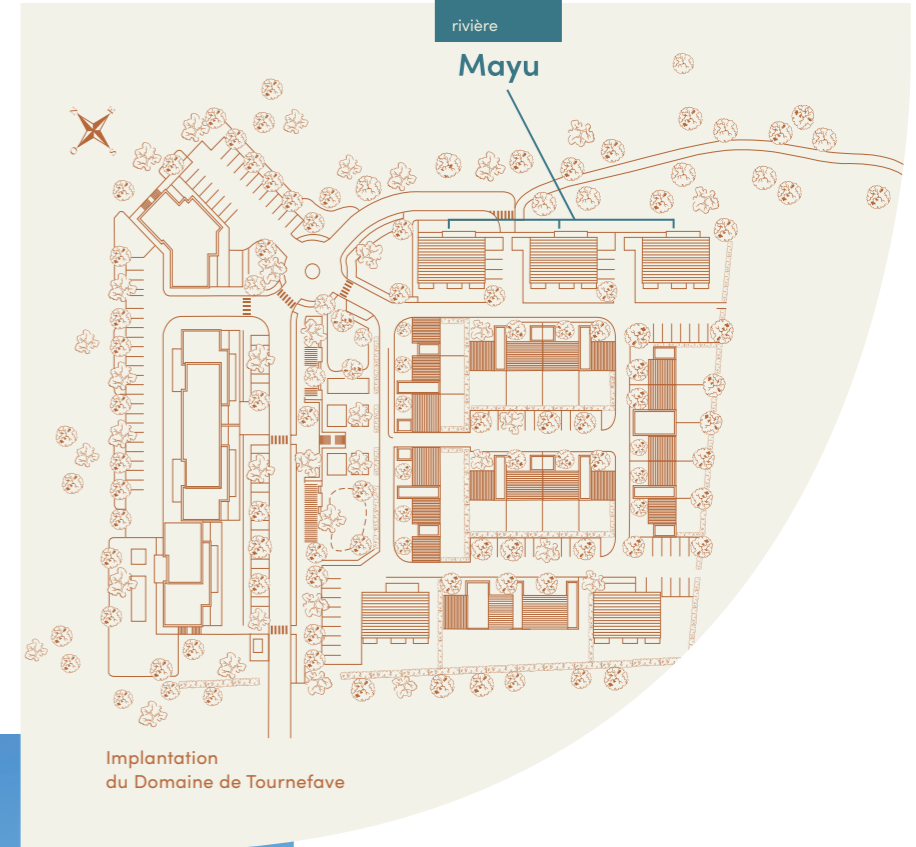 rivière
Mayu
N
E
O
S
Implantation
du Domaine de Tournefave